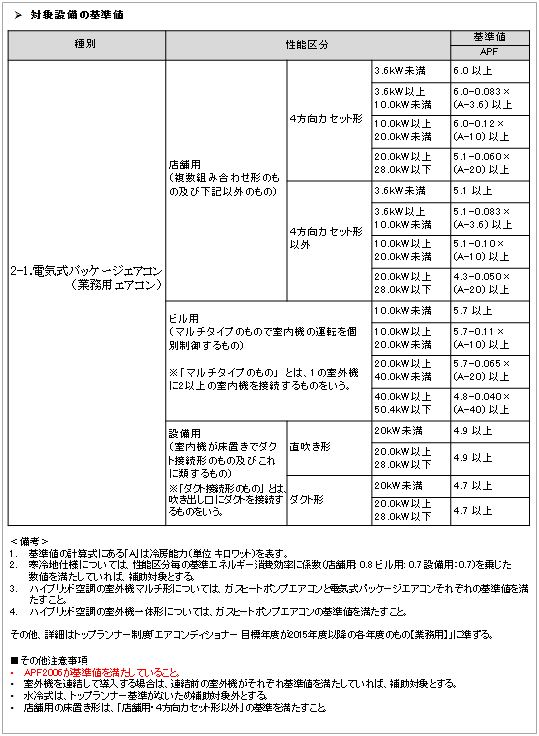 ➤ 対象設備の基準値
種別
性能区分
基準値
APF
2-1.電気式パッケージエアコン
（業務用エアコン）
店舗用
（複数組み合わせ形のも
の及び下記以外のもの）
4方向カセット形
3.6kW未満
6.0 以上
3.6kW以上
10.0kW未満
6.0-0.083×
(A-3.6) 以上
10.0kW以上
20.0kW未満
6.0-0.12×
(A-10) 以上
20.0kW以上
28.0kW以下
5.1-0.060×
(A-20) 以上
4方向カセット形
以外
3.6kW未満
5.1 以上
3.6kW以上
10.0kW未満
5.1-0.083×
(A-3.6) 以上
10.0kW以上
20.0kW未満
5.1-0.10×
(A-10) 以上
20.0kW以上
28.0kW以下
4.3-0.050×
(A-20) 以上
ビル用
（マルチタイプのもので室内機の運転を個
別制御するもの）
※「マルチタイプのもの」とは、1の室外機
に2以上の室内機を接続するものをいう。
10.0kW未満
5.7 以上
10.0kW以上
20.0kW未満
5.7-0.11×
(A-10) 以上
20.0kW以上
40.0kW未満
5.7-0.065×
(A-20) 以上
40.0kW以上
50.4kW以下
4.8-0.040×
(A-40) 以上
設備用
（室内機が床置きでダク
ト接続形のもの及びこれ
に類するもの）
※「ダクト接続形のもの」とは、
吹き出し口にダクトを接続す
るものをいう。
直吹き形
20kW未満
4.9 以上
20.0kW以上
28.0kW以下
4.9 以上
ダクト形
20kW未満
4.7 以上
20.0kW以上
28.0kW以下
4.7 以上
＜備考＞
1. 基準値の計算式にある「A」は冷房能力(単位 キロワット)を表す。
2. 寒冷地仕様については、性能区分毎の基準エネルギー消費効率に係数(店舗用:0.8 ビル用：0.7 設備用：0.7)を乗じた
数値を満たしていれば、補助対象とする。
3. ハイブリッド空調の室外機マルチ形については、ガスヒートポンプエアコンと電気式パッケージエアコンそれぞれの基準値を満
たすこと。
4. ハイブリッド空調の室外機一体形については、ガスヒートポンプエアコンの基準値を満たすこと。
その他、詳細はトップランナー制度「エアコンディショナー 目標年度が2015年度以降の各年度のもの【業務用】」に準ずる。
■その他注意事項
・ APF2006が基準値を満たしていること。
・ 室外機を連結して導入する場合は、連結前の室外機がそれぞれ基準値を満たしていれば、補助対象とする。
・ 水冷式は、トップランナー基準がないため補助対象外とする。
・ 店舗用の床置き形は、「店舗用・4方向カセット形以外」の基準を満たすこと。